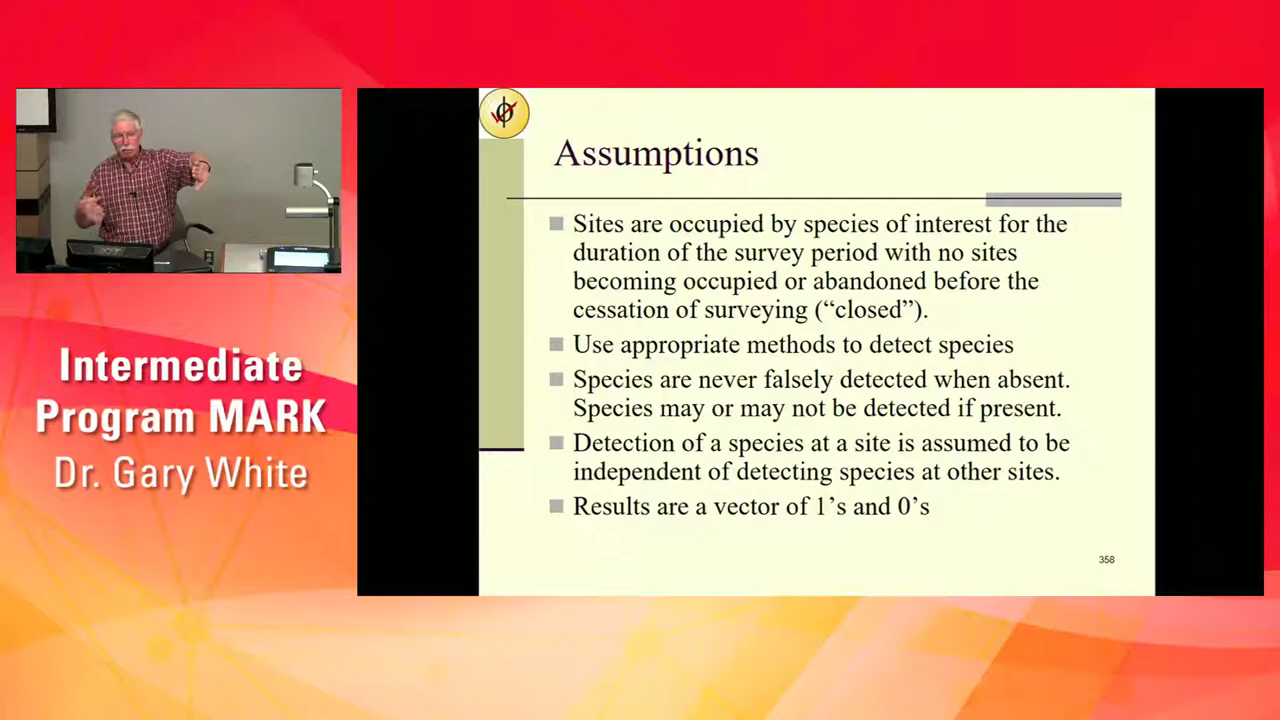 Assumptions
Sites are occupied by species of interest for the
duration of the survey period with no sites
becoming occupied or abandoned before the
cessation of surveying (“closed”).
Use appropriate methods to detect species
Species are never falsely detected when absent.
Species may or may not be detected if present.
Detection of a species at a site is assumed to be
independent of detecting species at other sites.
Results are a vector of 1’s and 0’s
358
Intermediate
Program MARK
Dr. Gary White